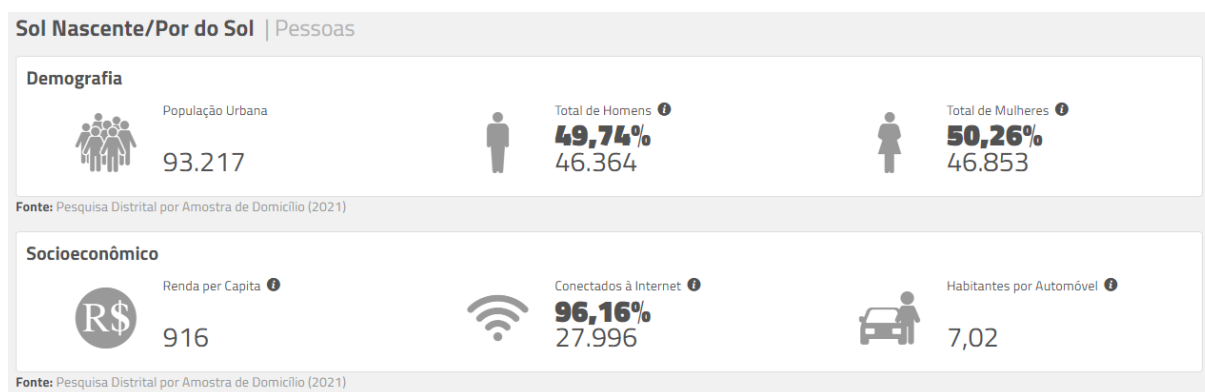 Sol Nascente/Por do Sol | Pessoas
Demografia
População Urbana
93.217
Total de Homens
49,74%
46.364
Total de Mulheres
50,26%
46.853
Fonte: Pesquisa Distrital por Amostra de Domicílio (2021)
Socioeconômico
R$
Renda per Capita
916
Conectados à Internet
96,16%
27.996
Habitantes por Automóvel
7,02
Fonte: Pesquisa Distrital por Amostra de Domicílio (2021)